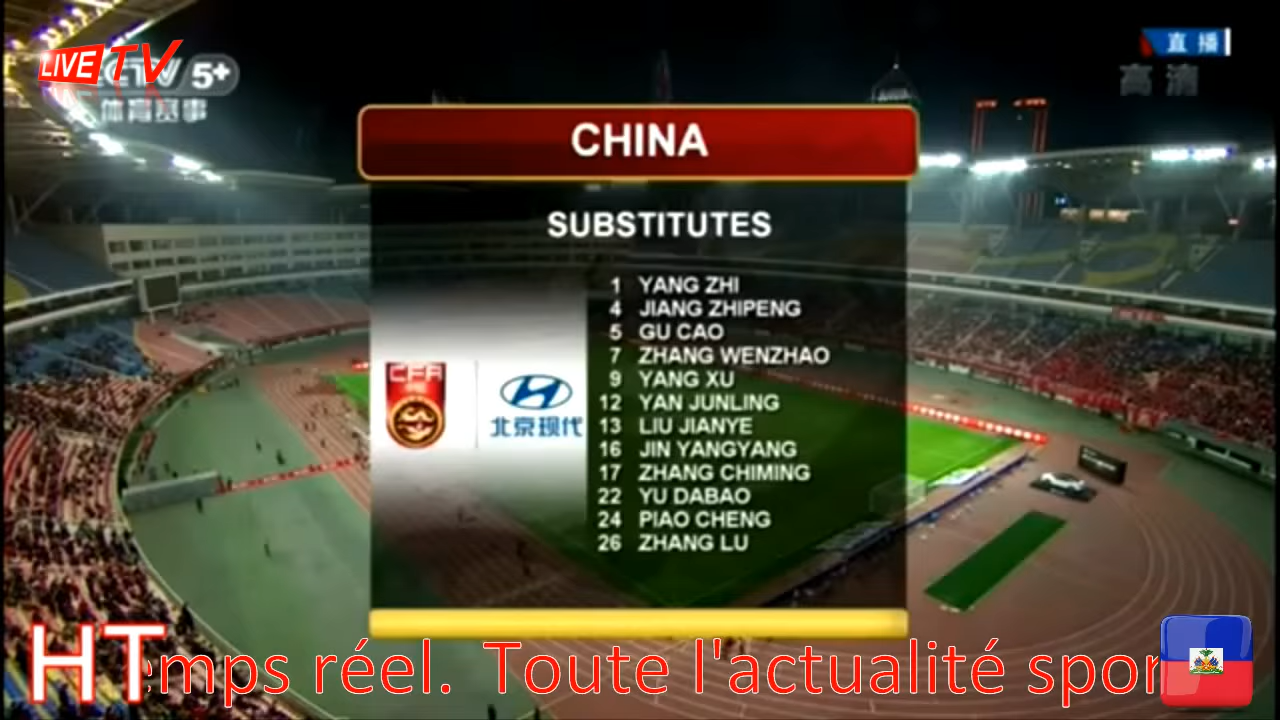 LIVE TV
CCTV 5+
体育赛事
直播
高清
CHINA
SUBSTITUTES
1 YANG ZHI
4 JIANG ZHIPENG
5 GU CAO
7 ZHANG WENZHAO
9 YANG XU
12 YAN JUNLING
13 LIU JIANYE
16 JIN YANGYANG
17 ZHANG CHIMING
22 YU DABAO
24 PIAO CHENG
26 ZHANG LU
CFA
北京现代
HT
emps réel. Toute l'actualité spor